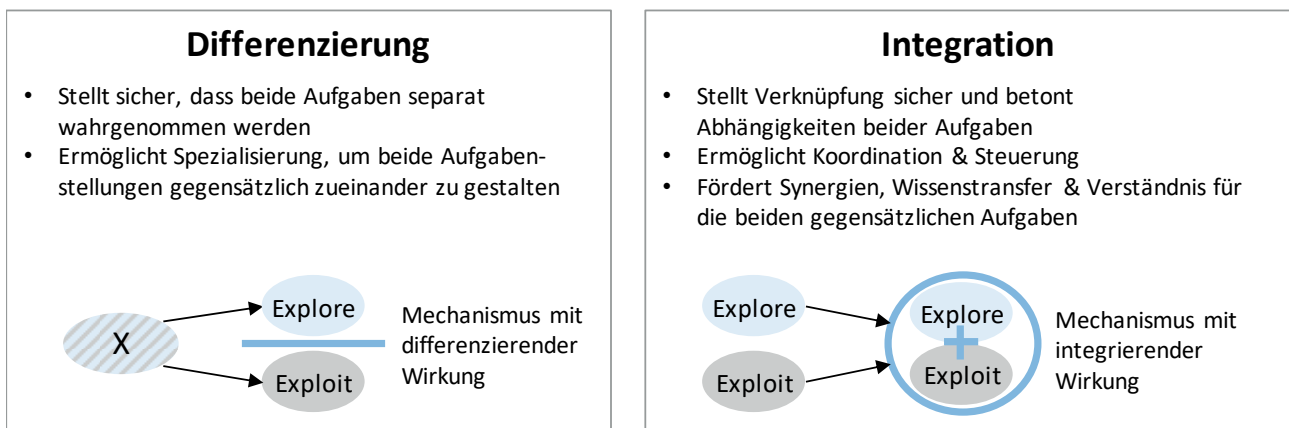 Differenzierung
• Stellt sicher, dass beide Aufgaben separat
wahrgenommen werden
• Ermöglicht Spezialisierung, um beide Aufgaben-
stellungen gegensätzlich zueinander zu gestalten
X
Explore
Exploit
Mechanismus mit
differenzierender
Wirkung
Integration
• Stellt Verknüpfung sicher und betont
Abhängigkeiten beider Aufgaben
• Ermöglicht Koordination & Steuerung
• Fördert Synergien, Wissenstransfer & Verständnis für
die beiden gegensätzlichen Aufgaben
Explore
Exploit
Explore
+
Exploit
Mechanismus mit
integrierender
Wirkung